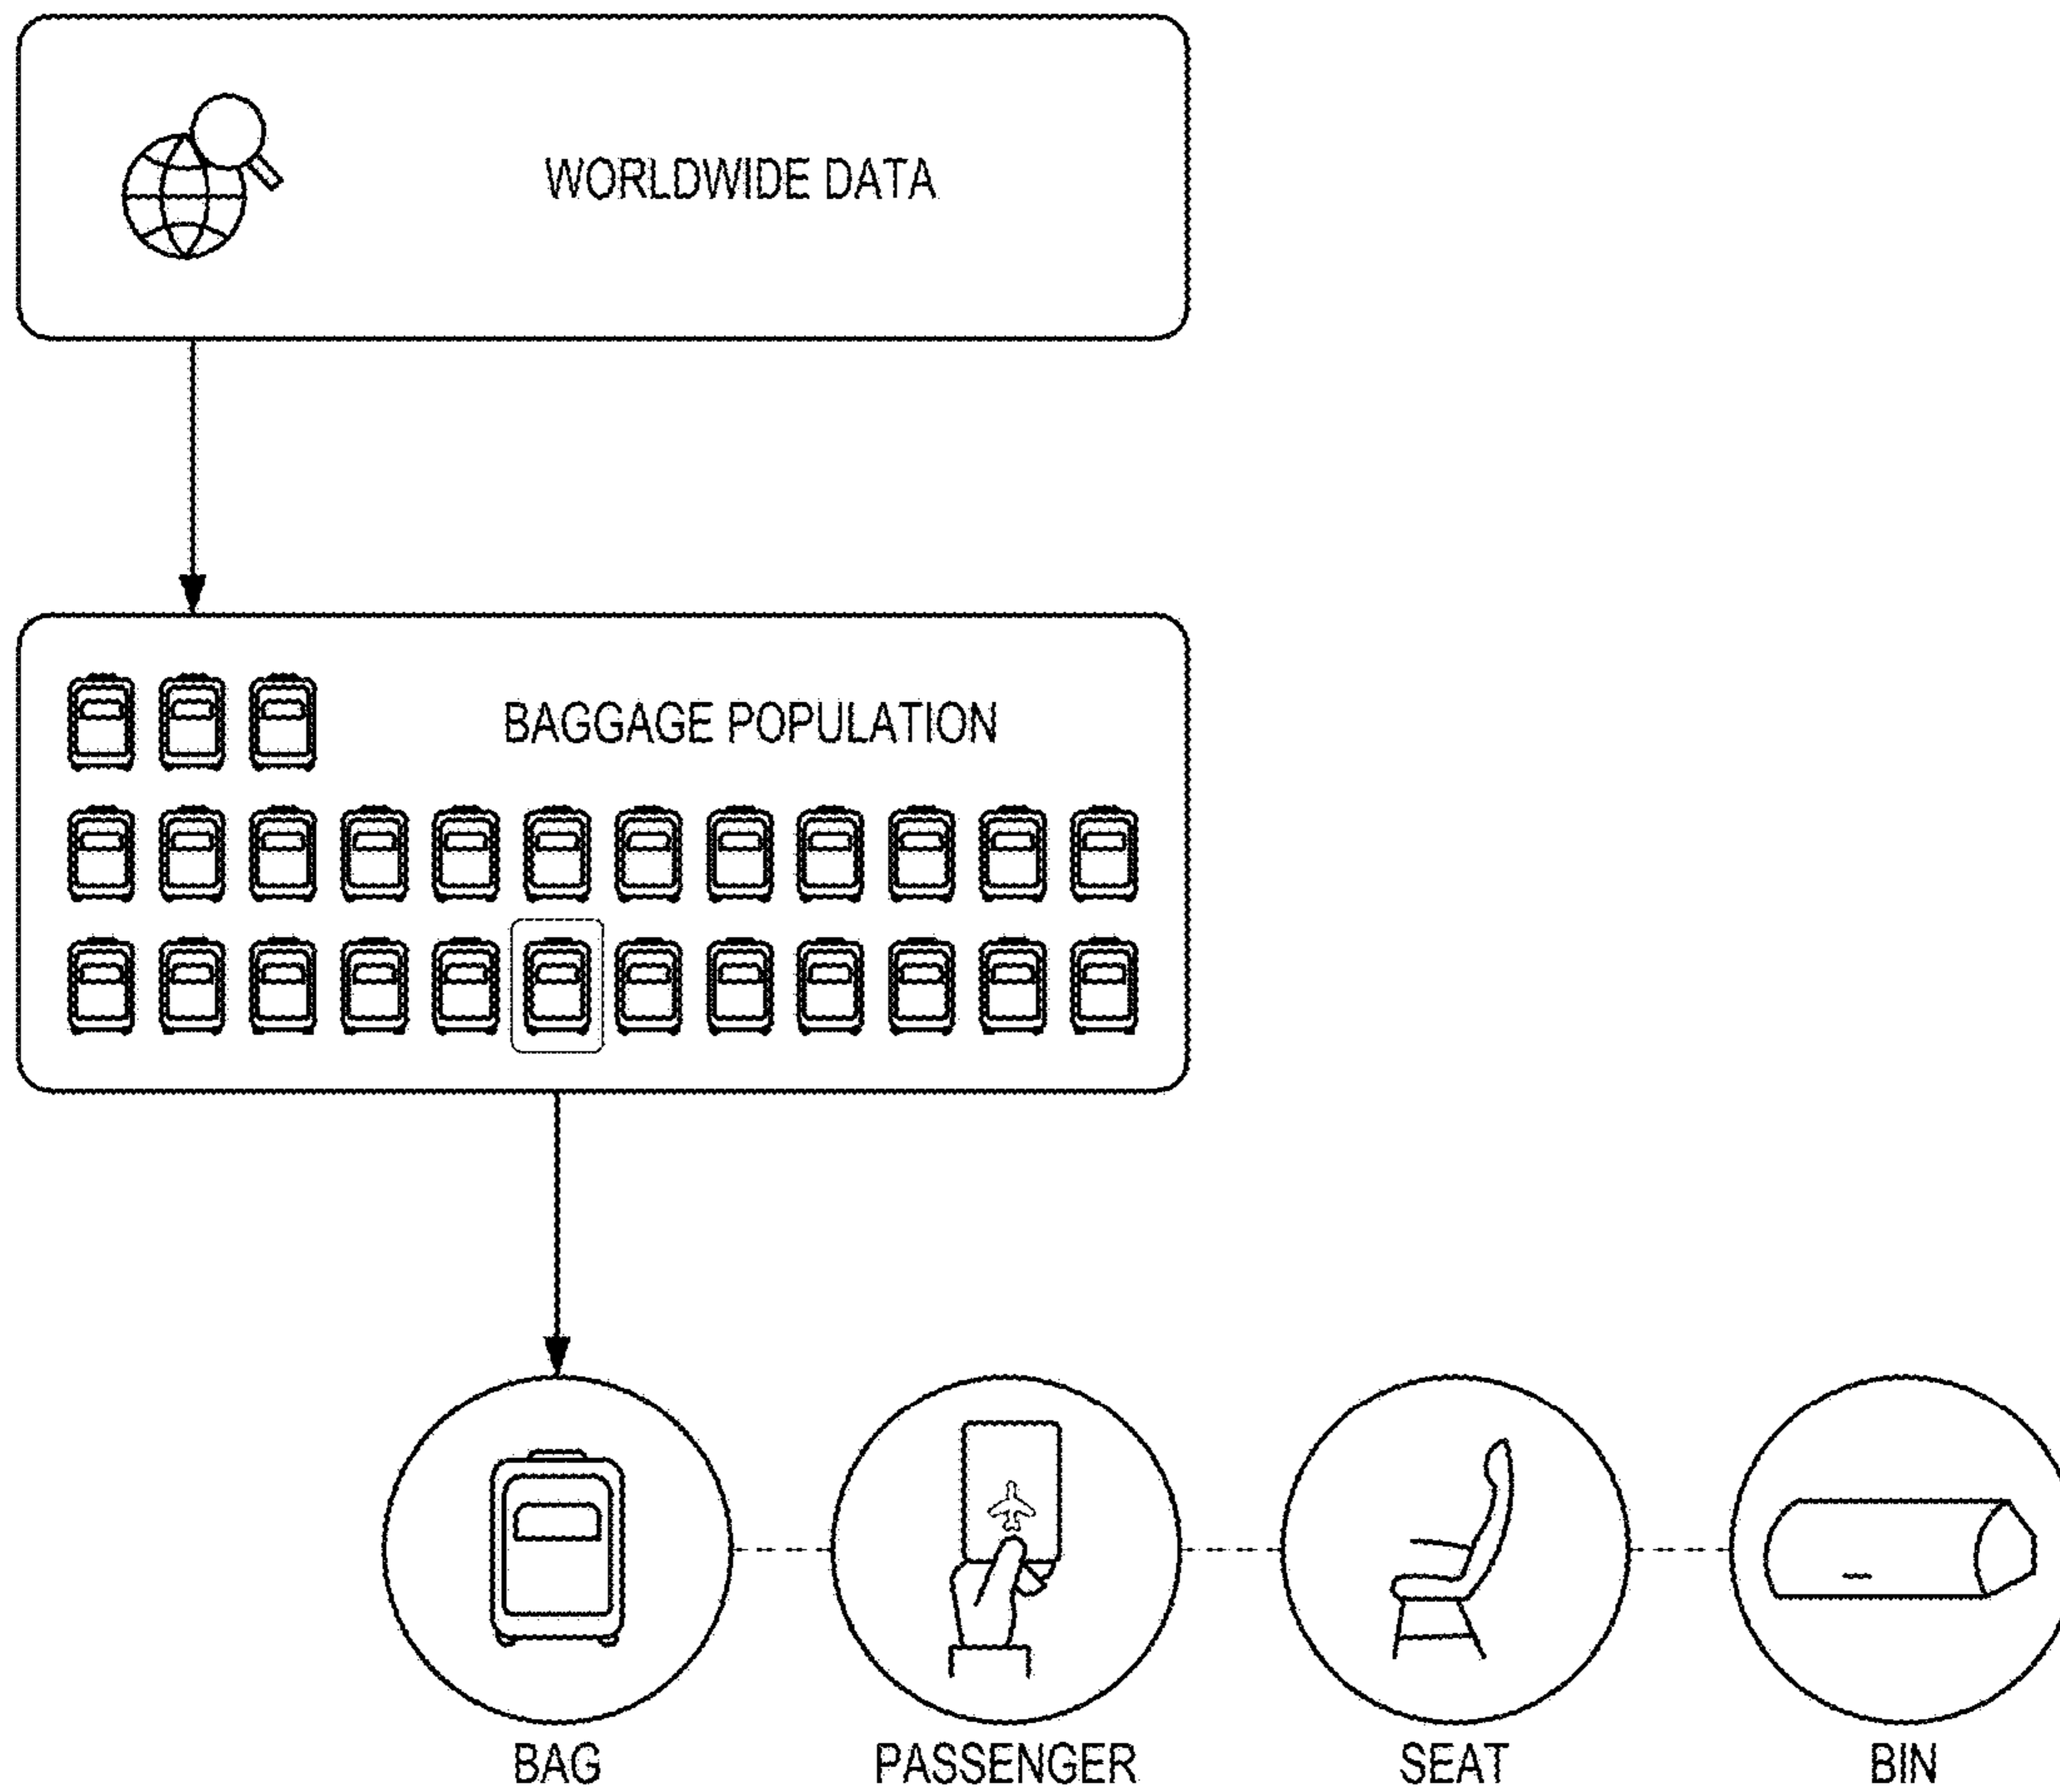 WORLDWIDE DATA
BAGGAGE POPULATION
BAG
PASSENGER
SEAT
BIN